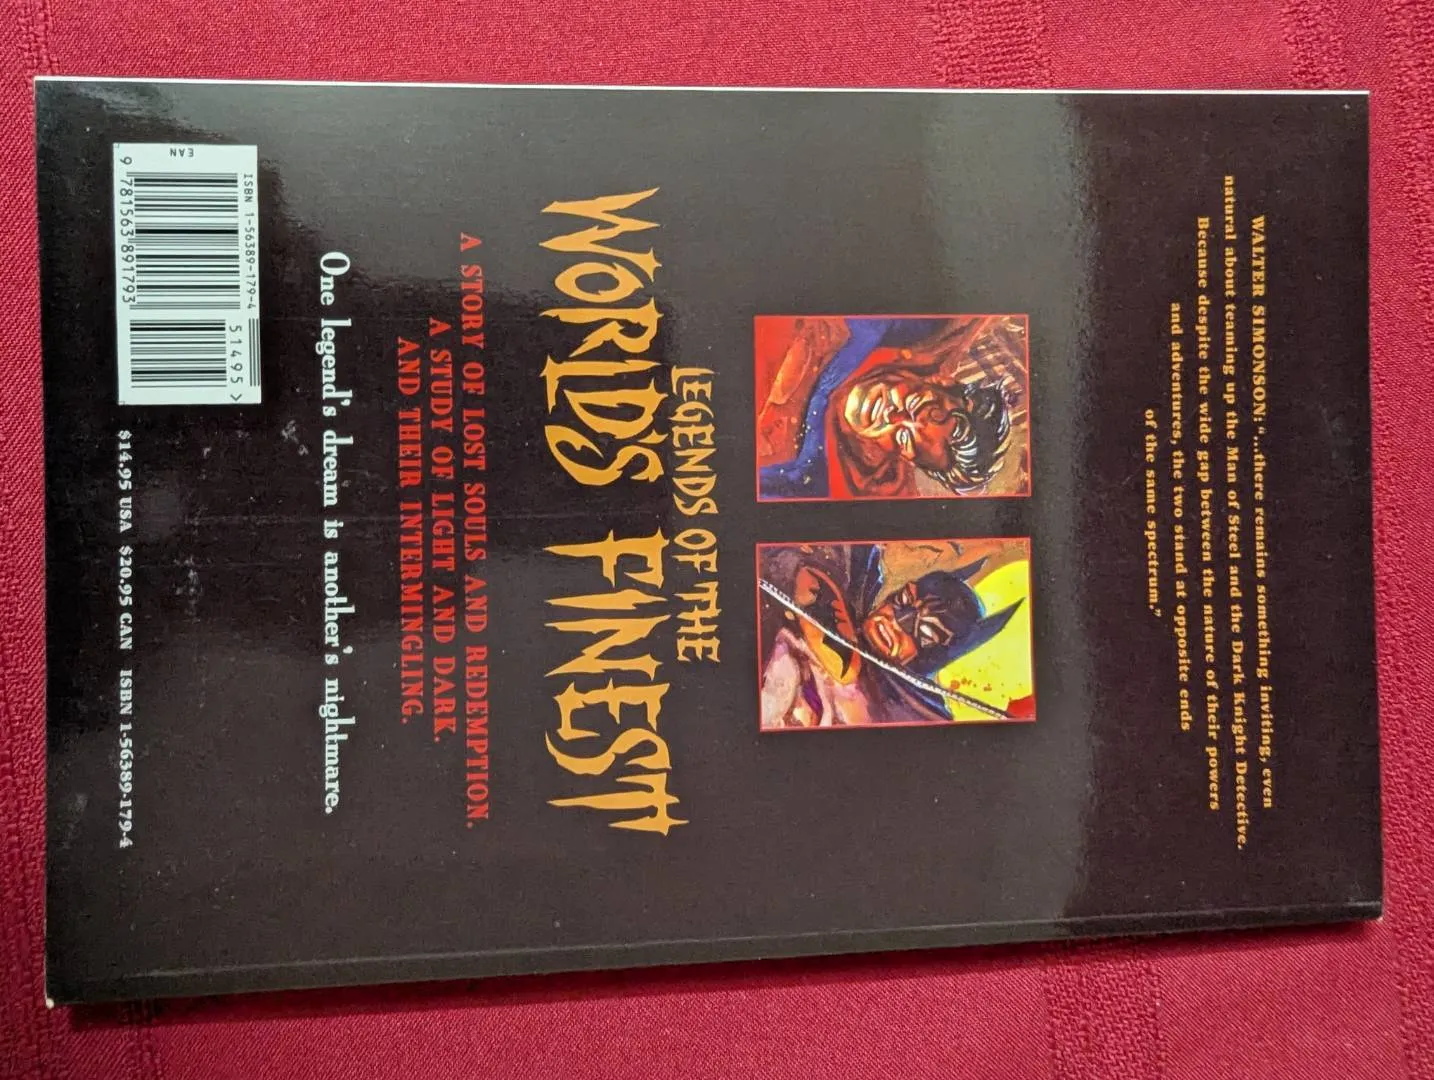 WALTER SIMONSON: "...there remains something inviting, even
natural about teaming up the Man of Steel and the Dark Knight Detective.
Because despite the wide gap between the nature of their powers
and adventures, the two stand at opposite ends
of the same spectrum."
LEGENDS OF THE
WORLD'S FINEST
A STORY OF LOST SOULS AND REDEMPTION.
A STUDY OF LIGHT AND DARK.
AND THEIR INTERMINGLING.
One legend's dream is another's nightmare.
ISBN 1-56389-179-4
51495>
EAN
9 781563 891793
$14.95 USA $20.95 CAN ISBN 1-56389-179-4